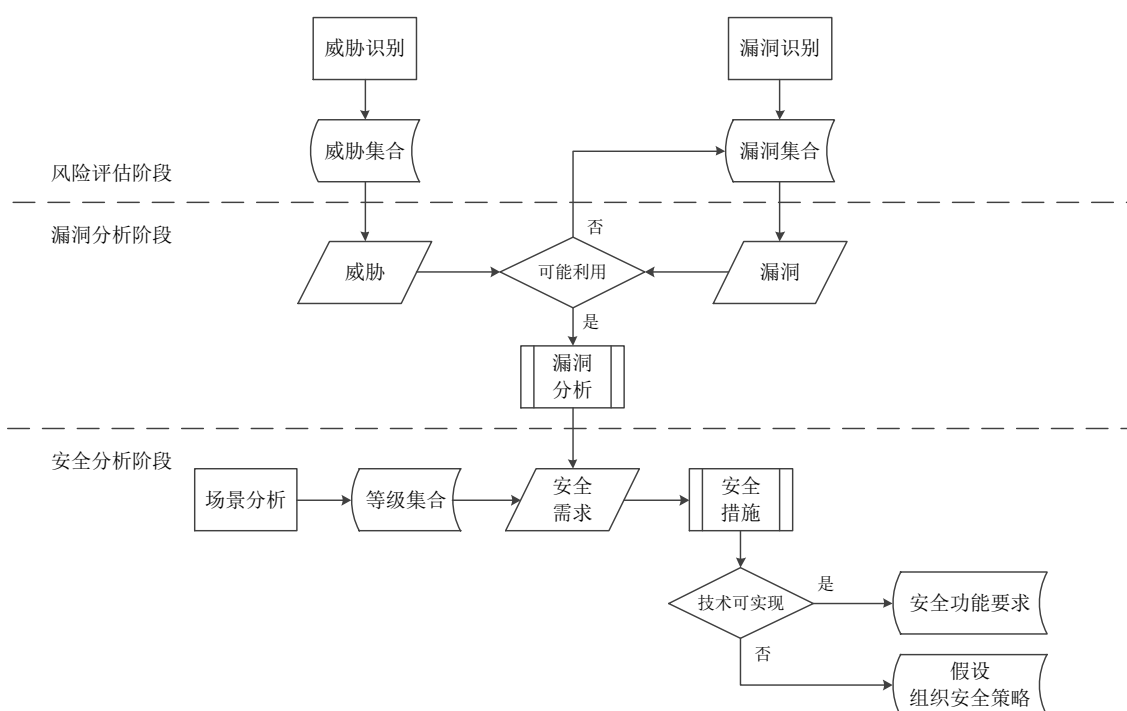 威胁识别
漏洞识别
威胁集合
漏洞集合
风险评估阶段
漏洞分析阶段
否
威胁
可能利用
漏洞
是
漏洞
分析
安全分析阶段
场景分析
等级集合
安全
需求
安全
措施
技术可实现
是
安全功能要求
否
假设
组织安全策略